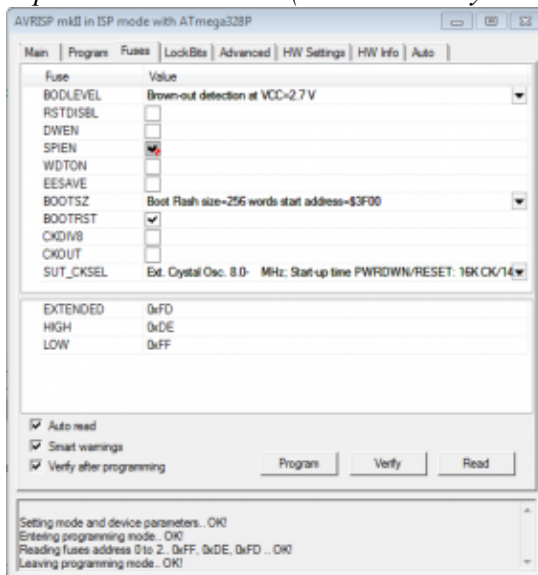 AVRISP mkII in ISP mode with ATmega328P
Main Program Fuses LockBits Advanced HW Settings HW Info Auto
Fuse Value
BODLEVEL Brown-out detection at VCC=2.7 V
RSTDISBL
DWEN
SPIEN
WDTON
EESAVE
BOOTSZ Boot Flash size=256 words start address=$3F00
BOOTRST
CKDIV8
CKOUT
SUT_CKSEL Ext. Crystal Osc. 8.0- MHz; Start-up time PWRDWN/RESET: 16K CK/14
EXTENDED 0xFD
HIGH 0xDE
LOW 0xFF
Auto read
Smart warnings
Verify after programming
Program Verify Read
Setting mode and device parameters.. OK!
Entering programming mode.. OK!
Reading fuses address 0 to 2.. 0xFF, 0xDE, 0xFD .. OK!
Leaving programming mode.. OK!